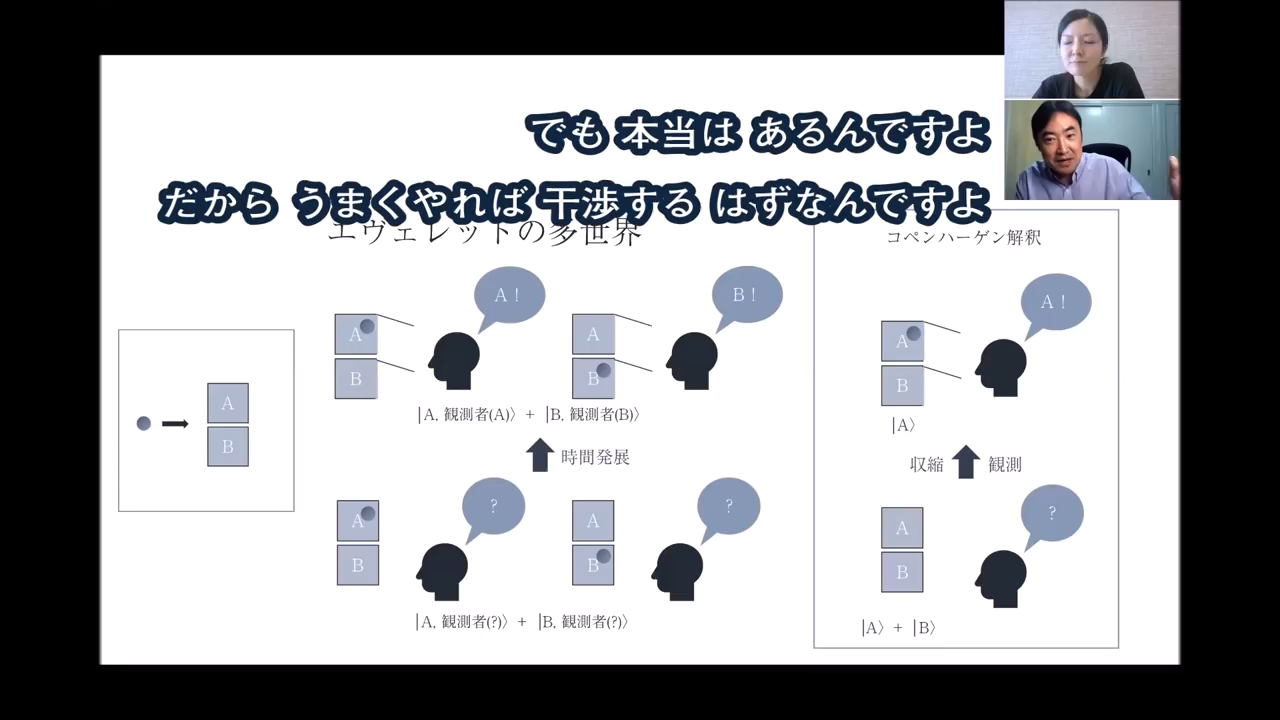 でも 本当は あるんですよ
だから うまくやれば 干渉する はずなんですよ
エヴェレットの多世界
コペンハーゲン解釈
A
B
A！
A
B
B！
A
B
|A, 観測者(A)〉+ |B, 観測者(B)〉
時間発展
?
A
B
?
A
B
|A, 観測者(?)〉+ |B, 観測者(?)〉
A！
A
B
|A〉
収縮
観測
?
A
B
|A〉+ |B〉